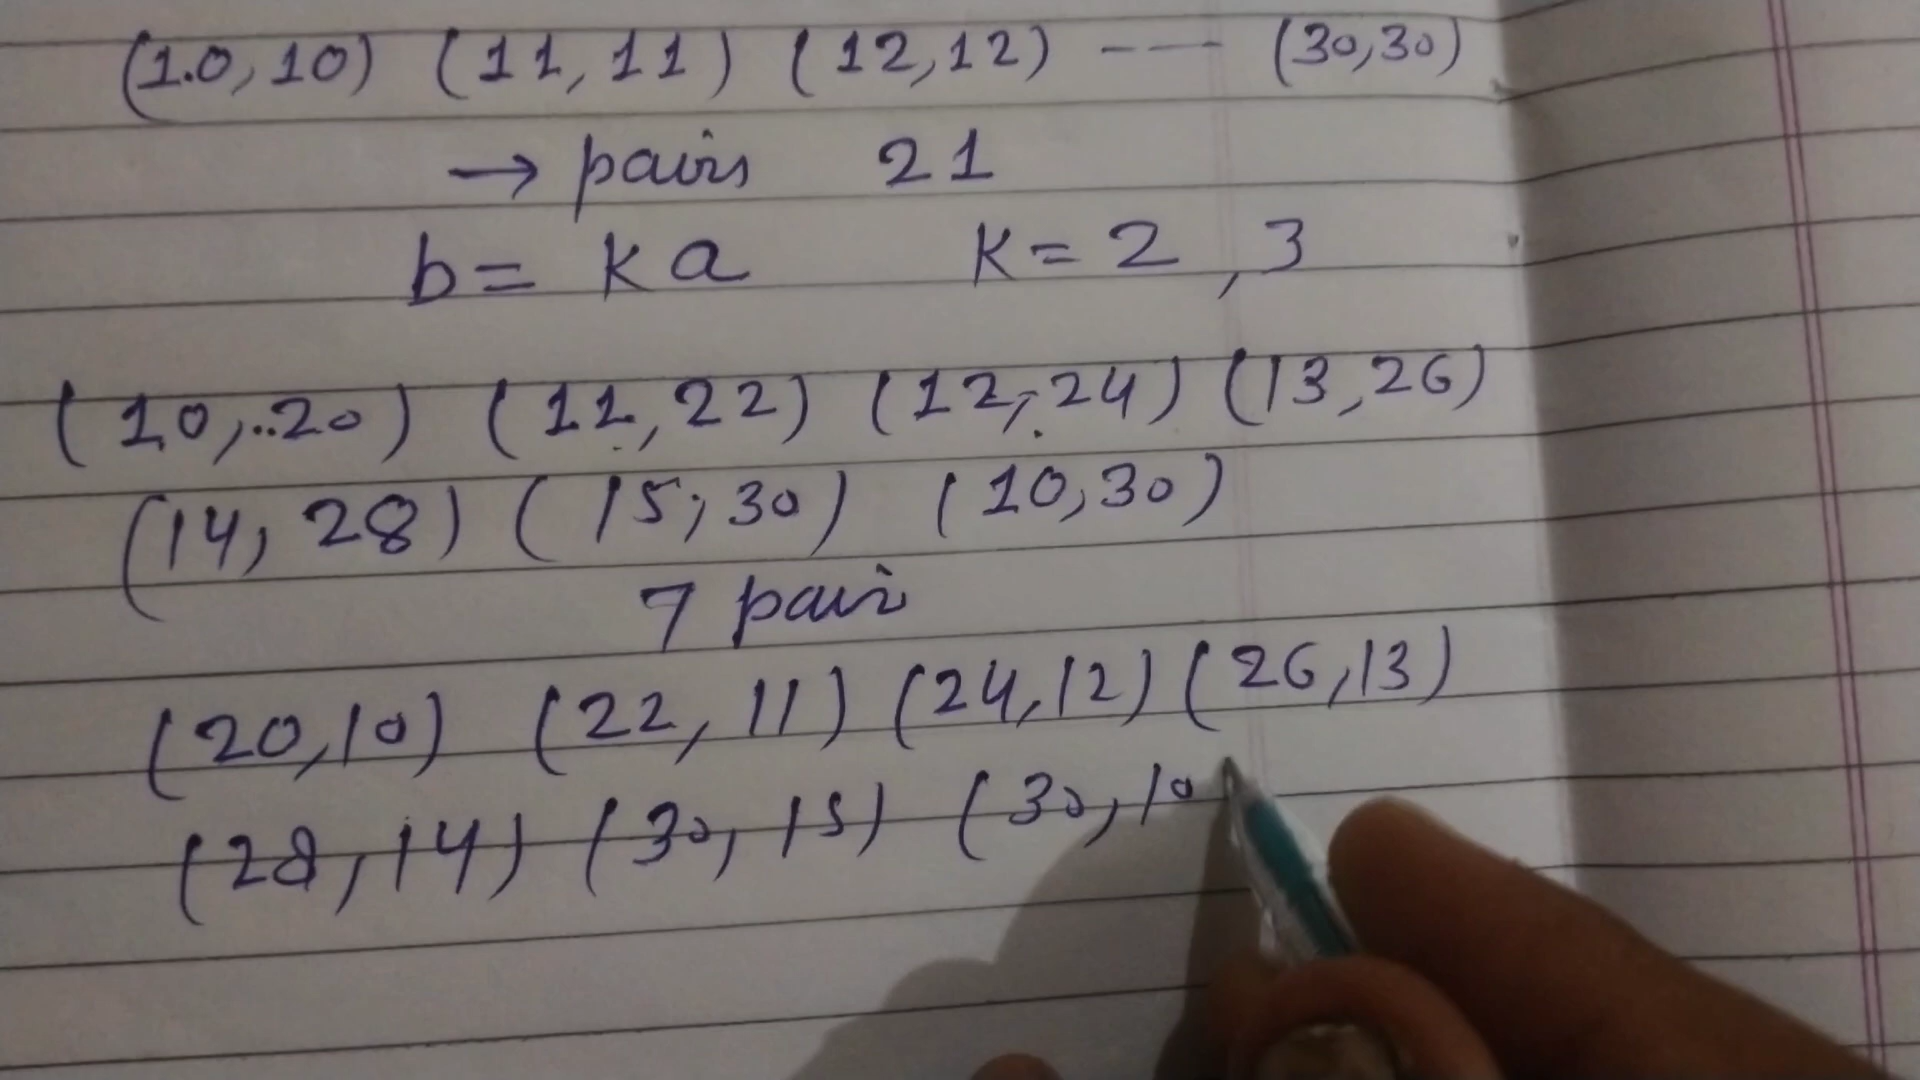 (10,10) (11,11) (12,12) --- (30,30)
→ pairs 21
b = ka K = 2 , 3
(10,20) (11,22) (12,24) (13,26)
(14,28) (15,30) (10,30)
7 pair
(20,10) (22,11) (24,12) (26,13)
(28,14) (30,15) (30,10